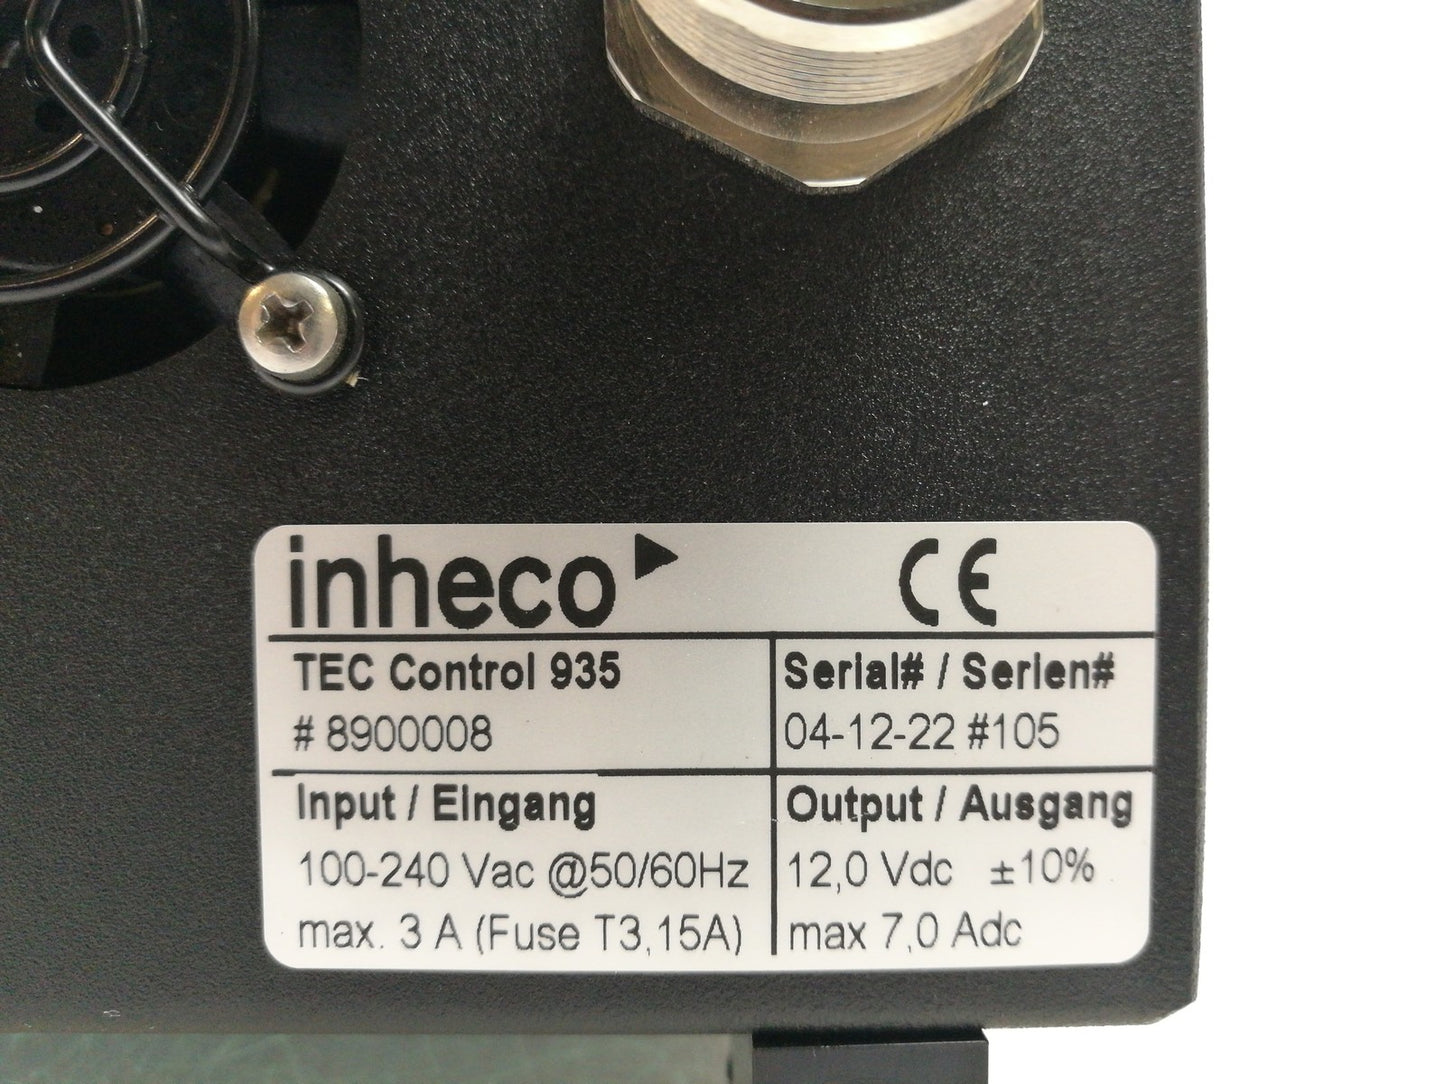 inheco
CE
TEC Control 935
# 8900008
Serial# / Serien#
04-12-22 #105
Input / Eingang
100-240 Vac @50/60Hz
max. 3 A (Fuse T3,15A)
Output / Ausgang
12,0 Vdc ±10%
max 7,0 Adc